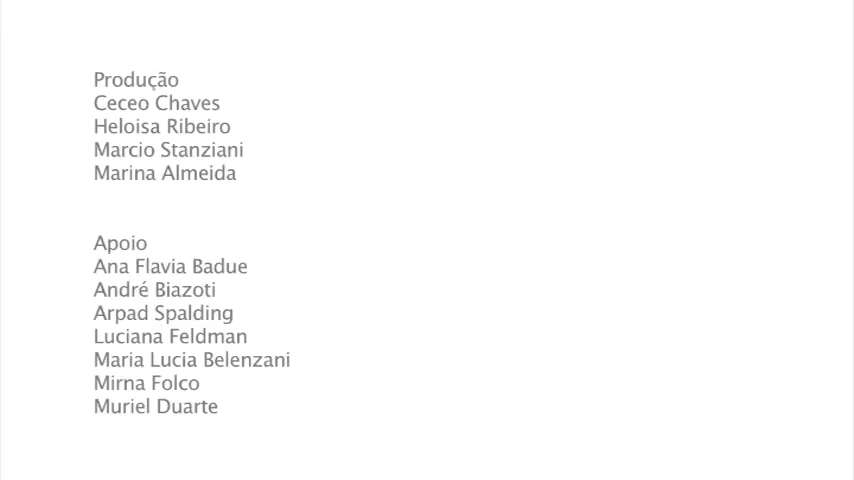 Produção
Ceceo Chaves
Heloisa Ribeiro
Marcio Stanziani
Marina Almeida
Apoio
Ana Flavia Badue
André Biazoti
Arpad Spalding
Luciana Feldman
Maria Lucia Belenzani
Mirna Folco
Muriel Duarte